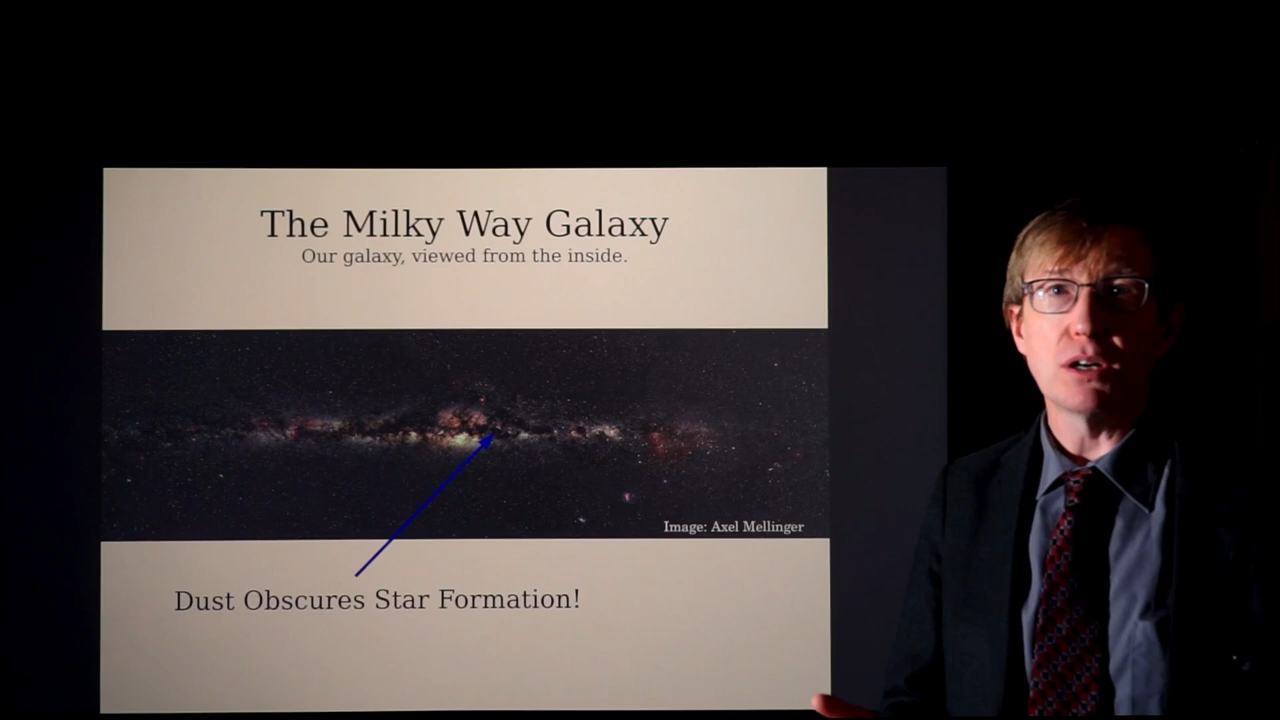 The Milky Way Galaxy
Our galaxy, viewed from the inside.
Image: Axel Mellinger
Dust Obscures Star Formation!